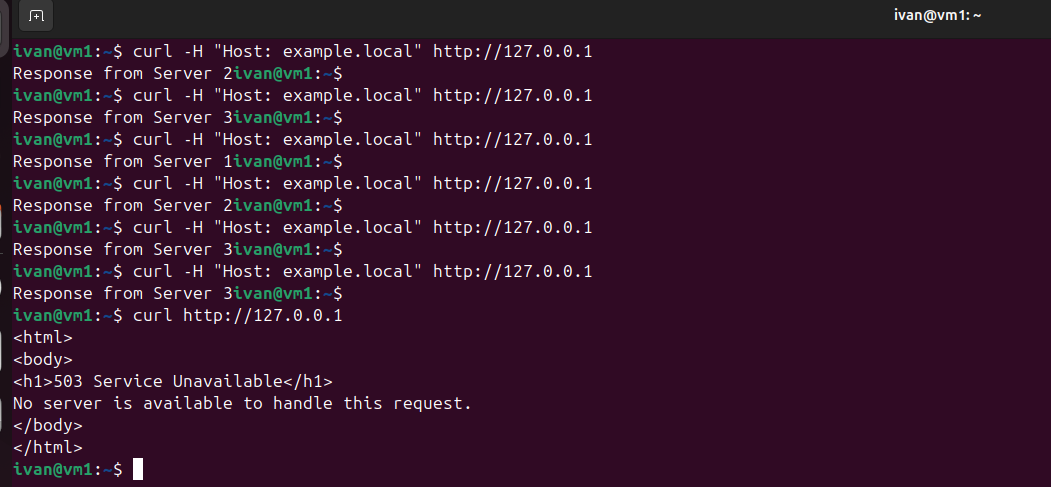 ivan@vm1: ~
ivan@vm1:~$ curl -H "Host: example.local" http://127.0.0.1
Response from Server 2ivan@vm1:~$
ivan@vm1:~$ curl -H "Host: example.local" http://127.0.0.1
Response from Server 3ivan@vm1:~$
ivan@vm1:~$ curl -H "Host: example.local" http://127.0.0.1
Response from Server 1ivan@vm1:~$
ivan@vm1:~$ curl -H "Host: example.local" http://127.0.0.1
Response from Server 2ivan@vm1:~$
ivan@vm1:~$ curl -H "Host: example.local" http://127.0.0.1
Response from Server 3ivan@vm1:~$
ivan@vm1:~$ curl -H "Host: example.local" http://127.0.0.1
Response from Server 3ivan@vm1:~$
ivan@vm1:~$ curl http://127.0.0.1
<html>
<body>
<h1>503 Service Unavailable</h1>
No server is available to handle this request.
</body>
</html>
ivan@vm1:~$